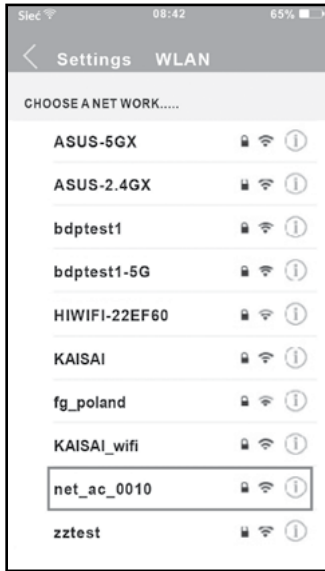 Sieć 08:42 65%
Settings WLAN
CHOOSE A NET WORK.....
ASUS-5GX
ASUS-2.4GX
bdptest1
bdptest1-5G
HIWIFI-22EF60
KAISAI
fg_poland
KAISAI_wifi
net_ac_0010
zztest